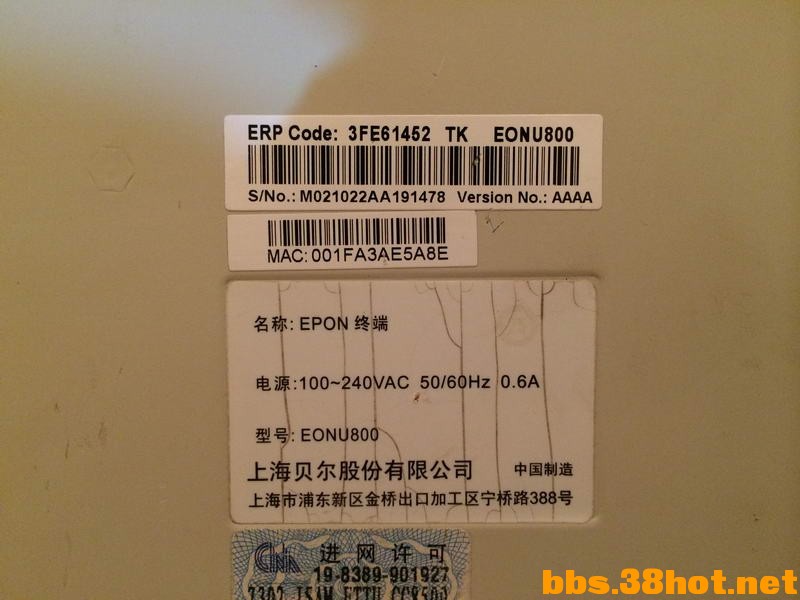 ERP Code: 3FE61452 TK EONU800
S/No.: M021022AA191478 Version No.: AAAA
MAC: 001FA3AE5A8E
名称: EPON 终端
电源:100~240VAC 50/60Hz 0.6A
型号: EONU800
上海贝尔股份有限公司 中国制造
上海市浦东新区金桥出口加工区宁桥路388号
进网许可
19-8389-901927
7302 ISAM FTTU
bbs.38hot.net